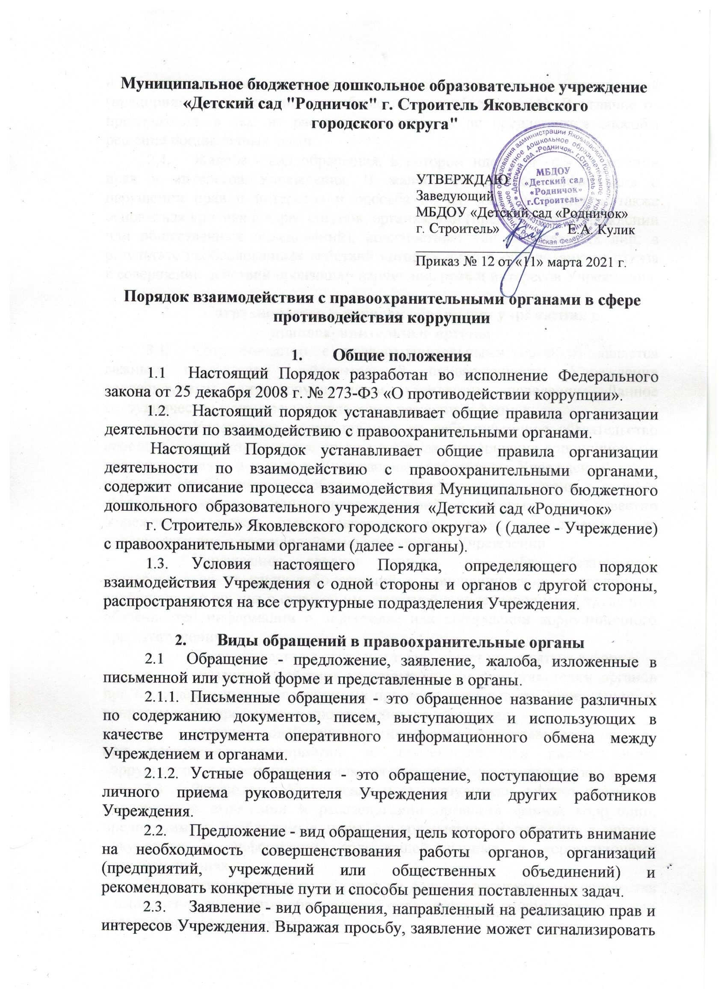 Муниципальное бюджетное дошкольное образовательное учреждение
«Детский сад "Родничок" г. Строитель Яковлевского
городского округа"
МБДОУ
«Детский сад
«Родничок»
г.Строитель»
УТВЕРЖДАЮ:
Заведующий
МБДОУ «Детский сад «Родничок»
г. Строитель» Е.А. Кулик
Приказ № 12 от «11» марта 2021 г.
Порядок взаимодействия с правоохранительными органами в сфере
противодействия коррупции
1. Общие положения
1.1 Настоящий Порядок разработан во исполнение Федерального
закона от 25 декабря 2008 г. № 273-ФЗ «О противодействии коррупции».
1.2. Настоящий порядок устанавливает общие правила организации
деятельности по взаимодействию с правоохранительными органами.
Настоящий Порядок устанавливает общие правила организации
деятельности по взаимодействию с правоохранительными органами,
содержит описание процесса взаимодействия Муниципального бюджетного
дошкольного образовательного учреждения «Детский сад «Родничок»
г. Строитель» Яковлевского городского округа» ( (далее - Учреждение)
с правоохранительными органами (далее - органы).
1.3. Условия настоящего Порядка, определяющего порядок
взаимодействия Учреждения с одной стороны и органов с другой стороны,
распространяются на все структурные подразделения Учреждения.
2. Виды обращений в правоохранительные органы
2.1 Обращение - предложение, заявление, жалоба, изложенные в
письменной или устной форме и представленные в органы.
2.1.1. Письменные обращения - это обращенное название различных
по содержанию документов, писем, выступающих и использующих в
качестве инструмента оперативного информационного обмена между
Учреждением и органами.
2.1.2. Устные обращения - это обращение, поступающие во время
личного приема руководителя Учреждения или других работников
Учреждения.
2.2. Предложение - вид обращения, цель которого обратить внимание
на необходимость совершенствования работы органов, организаций
(предприятий, учреждений или общественных объединений) и
рекомендовать конкретные пути и способы решения поставленных задач.
2.3. Заявление - вид обращения, направленный на реализацию прав и
интересов Учреждения. Выражая просьбу, заявление может сигнализировать